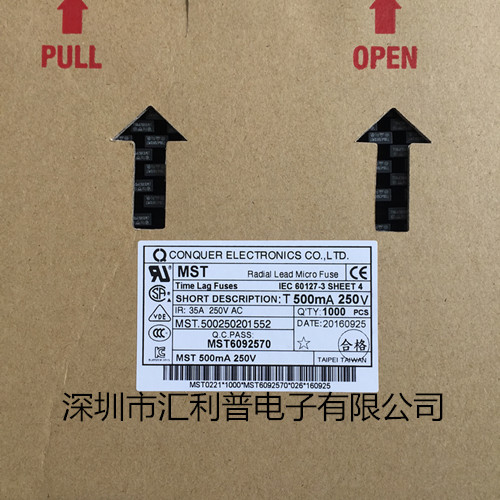 PULL
OPEN
CONQUER ELECTRONICS CO.,LTD.
MST Radial Lead Micro Fuse
Time Lag Fuses IEC 60127-3 SHEET 4
SHORT DESCRIPTION: T 500mA 250V
IR: 35A 250V AC Q'TY: 1000 PCS
MST.500250201552 DATE: 20160925
Q.C.PASS:
MST6092570
合格
MST 500mA 250V TAIPEI TAIWAN
MST0221*1000*MST6092570*026*160925
深圳市汇利普电子有限公司